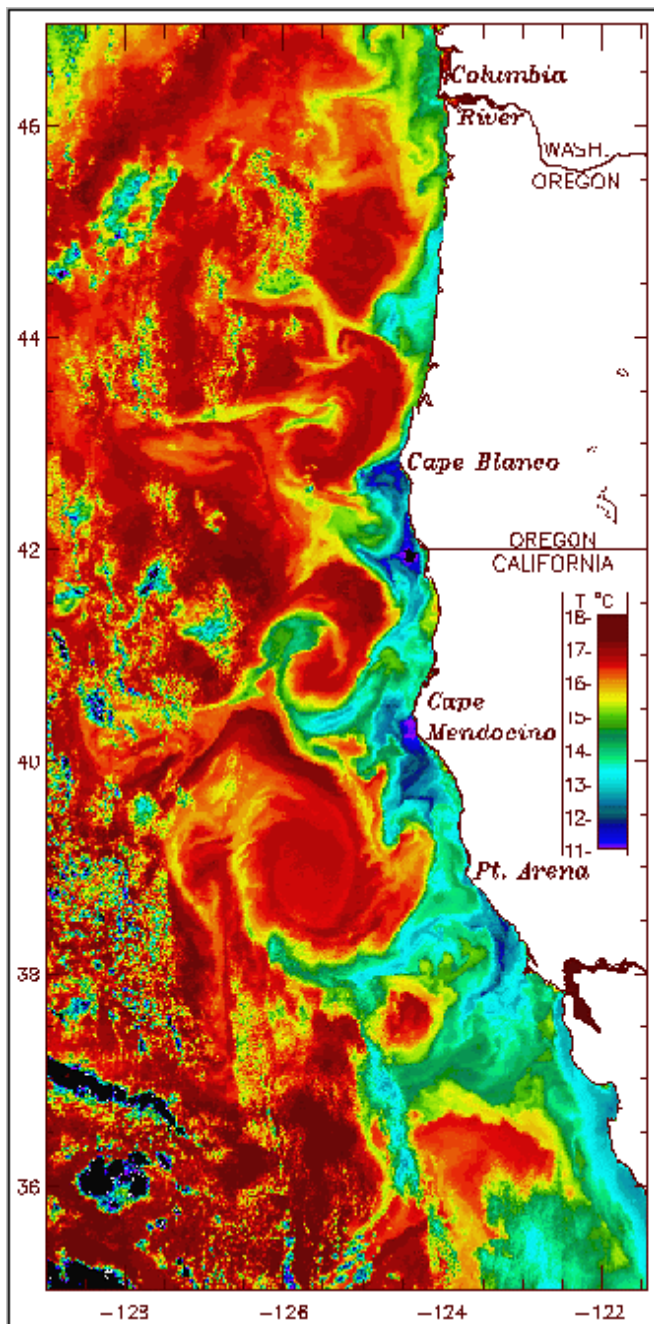 Columbia
River
46
WASH.
OREGON
44
Cape Blanco
42
OREGON
CALIFORNIA
T °C
18-
17-
16-
15-
14-
13-
12-
11-
Cape
Mendocino
40
Pt. Arena
38
36
-128 -126 -124 -122